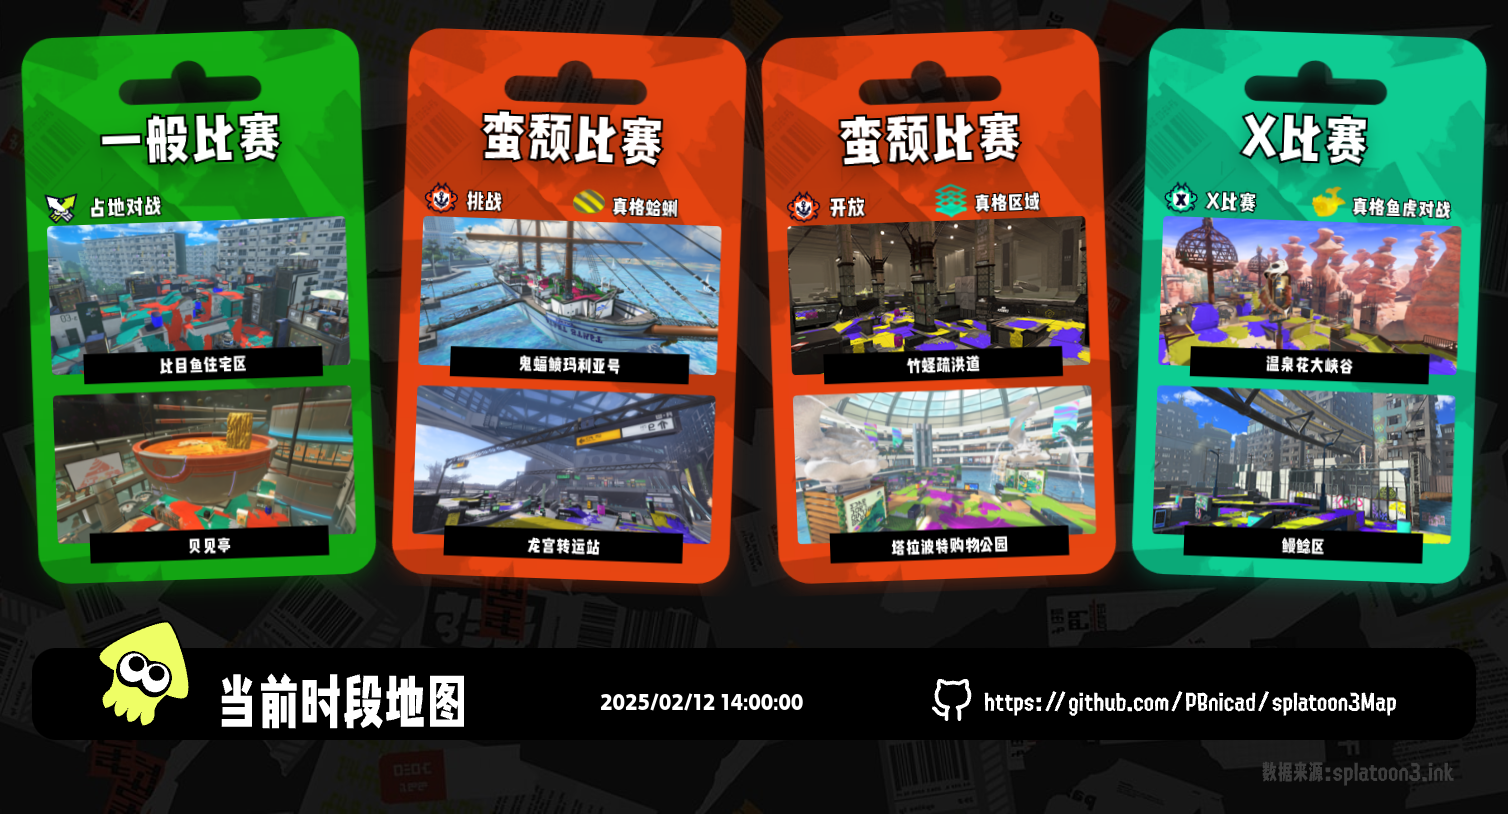 一般比赛
占地对战
比目鱼住宅区
贝见亭
蛮颓比赛
挑战
真格蛤蜊
鬼蝠鲼玛利亚号
龙宫转运站
蛮颓比赛
开放
真格区域
竹蛏疏洪道
塔拉波特购物公园
X比赛
X比赛
真格鱼虎对战
温泉花大峡谷
鳗鲶区
当前时段地图
2025/02/12 14:00:00
https://github.com/PBnicad/splatoon3Map
数据来源:splatoon3.ink